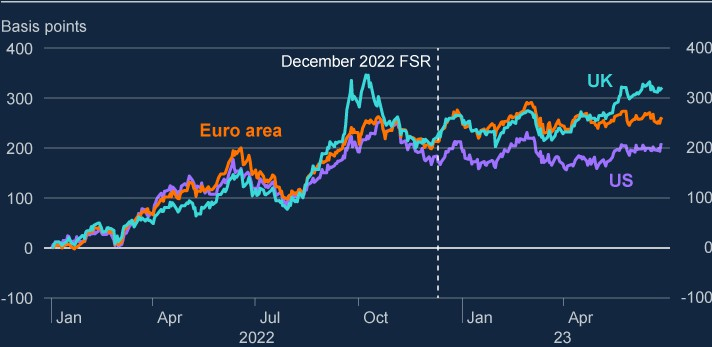 Basis points
400
400
December 2022 FSR
UK
300
300
Euro area
200
200
US
100
100
0
0
-100
-100
Jan
Apr
Jul
Oct
Jan
Apr
2022
23